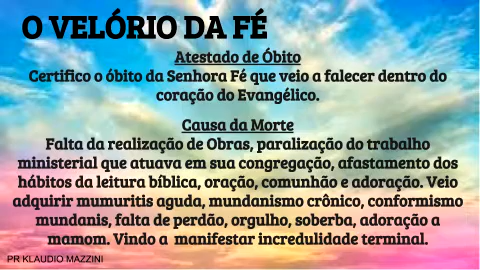 O VELÓRIO DA FÉ
Atestado de Óbito
Certifico o óbito da Senhora Fé que veio a falecer dentro do
coração do Evangélico.
Causa da Morte
Falta da realização de Obras, paralização do trabalho
ministerial que atuava em sua congregação, afastamento dos
hábitos da leitura bíblica, oração, comunhão e adoração. Veio
adquirir mumuritis aguda, mundanismo crônico, conformismo
mundanis, falta de perdão, orgulho, soberba, adoração a
mamom. Vindo a manifestar incredulidade terminal.
PR KLAUDIO MAZZINI